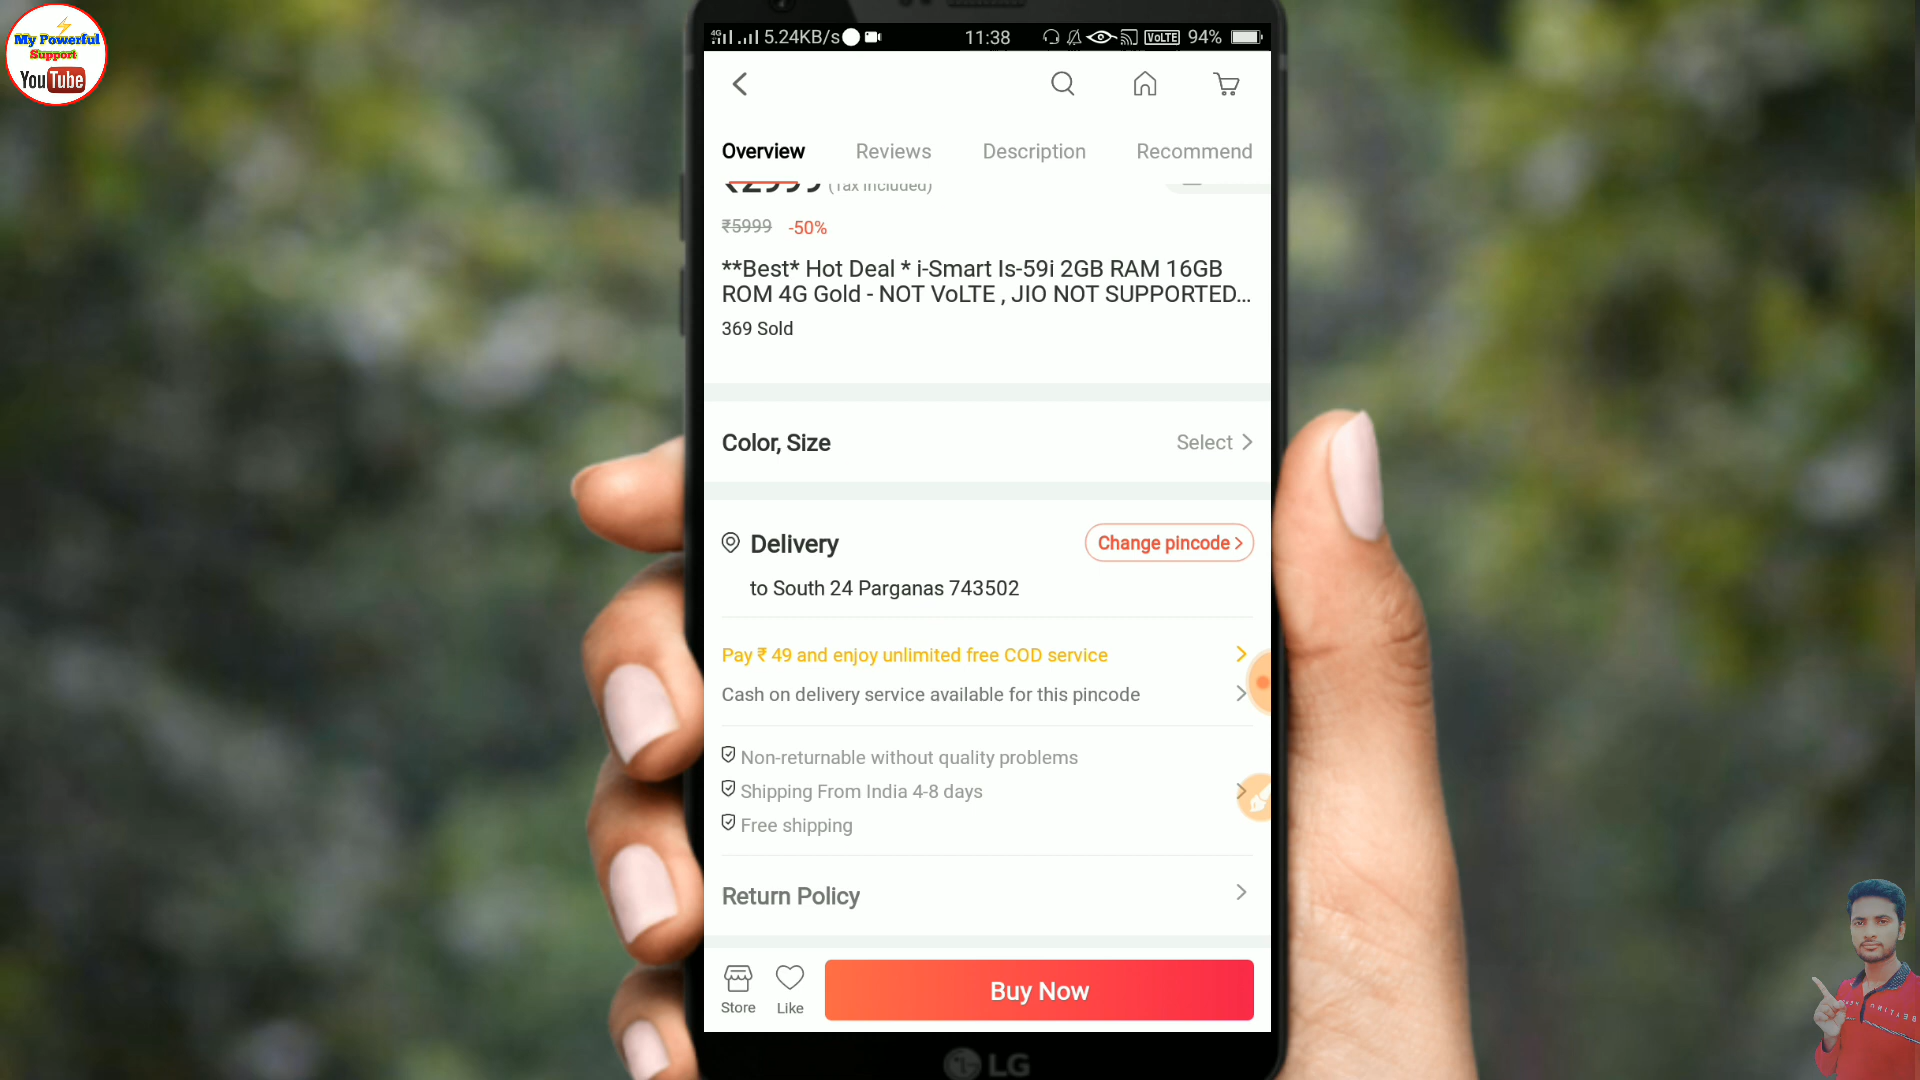 My Powerful
Support
YouTube
4G 5.24KB/s 11:38 VoLTE 94%
Overview Reviews Description Recommend
₹2999 (Tax included)
₹5999 -50%
**Best* Hot Deal * i-Smart Is-59i 2GB RAM 16GB
ROM 4G Gold - NOT VoLTE , JIO NOT SUPPORTED...
369 Sold
Color, Size Select
Delivery Change pincode
to South 24 Parganas 743502
Pay ₹ 49 and enjoy unlimited free COD service
Cash on delivery service available for this pincode
Non-returnable without quality problems
Shipping From India 4-8 days
Free shipping
Return Policy
Store Like Buy Now
LG